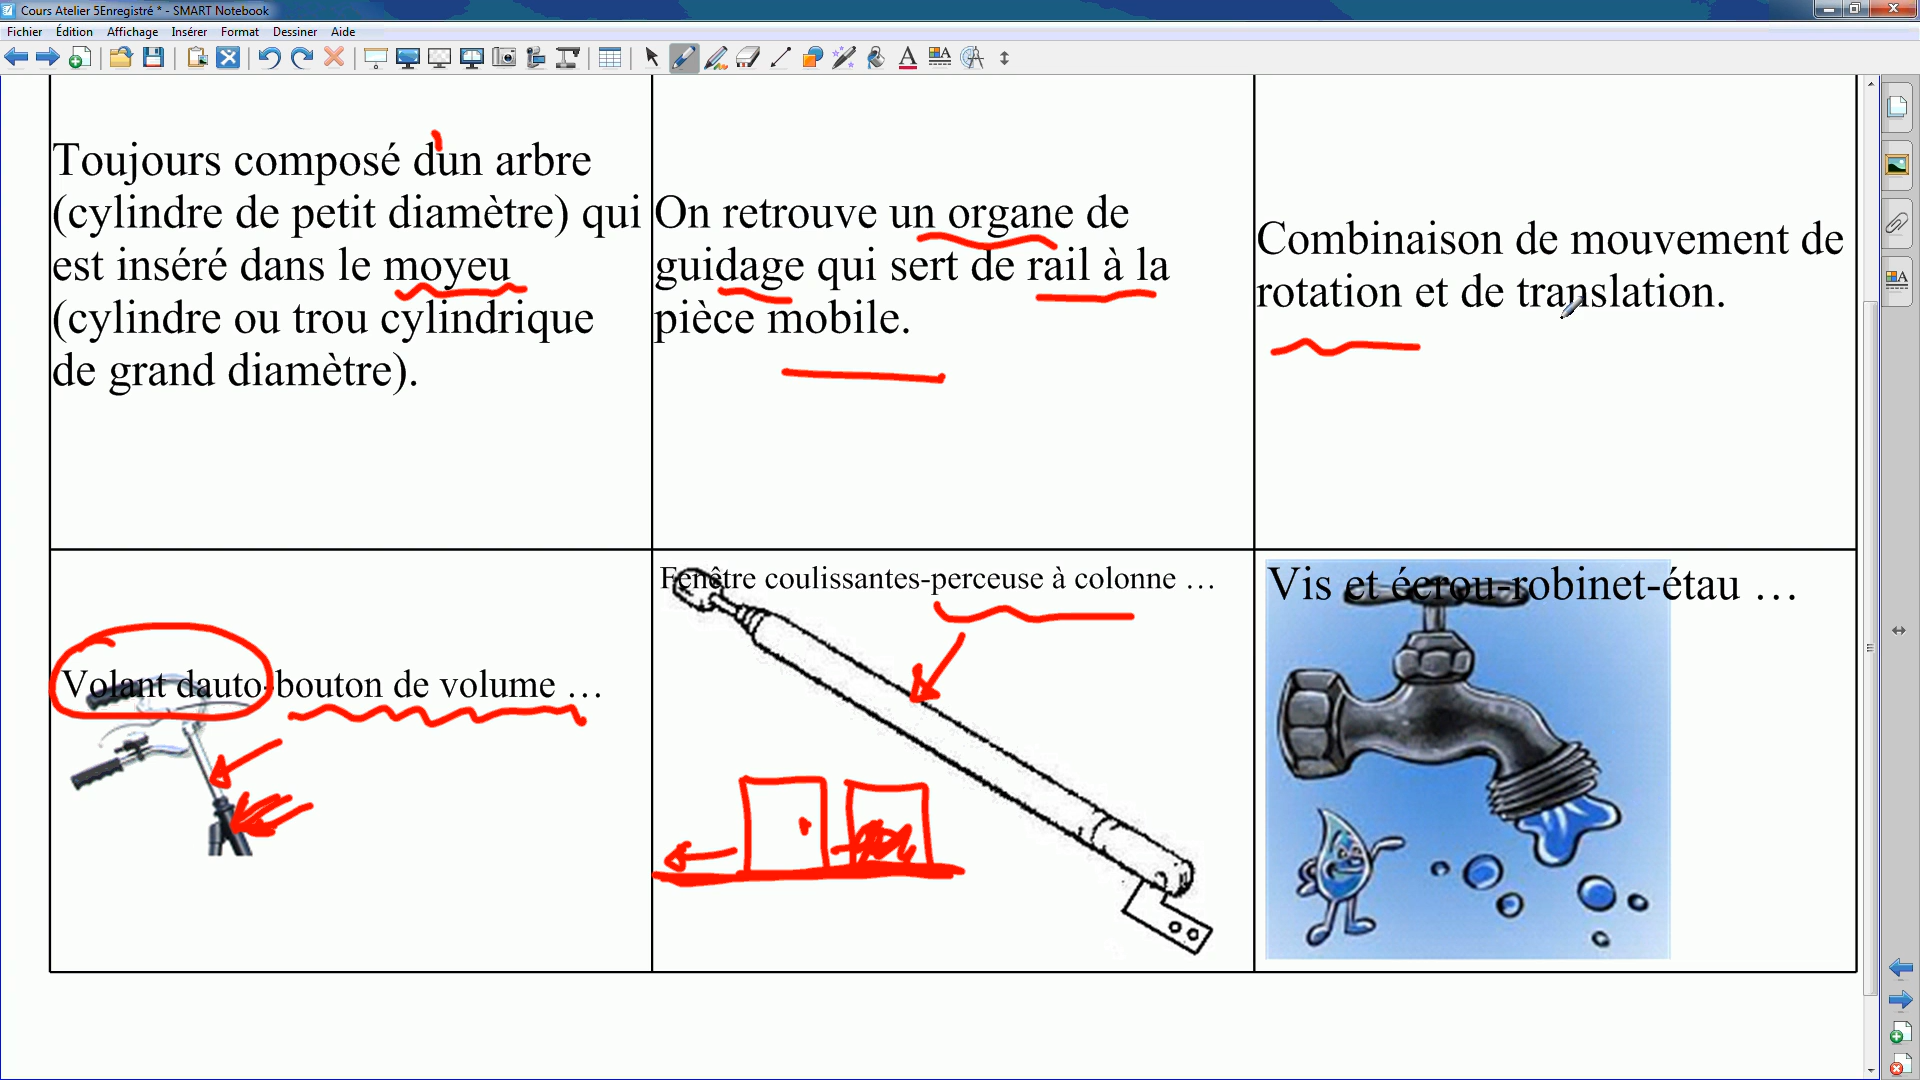 Cours Atelier 5Enregistré * - SMART Notebook
Fichier Édition Affichage Insérer Format Dessiner Aide
Toujours composé dun arbre
(cylindre de petit diamètre) qui
est inséré dans le moyeu
(cylindre ou trou cylindrique
de grand diamètre).
On retrouve un organe de
guidage qui sert de rail à la
pièce mobile.
Combinaison de mouvement de
rotation et de translation.
Volant dauto-bouton de volume ...
Fenêtre coulissantes-perceuse à colonne ...
Vis et écrou-robinet-étau ...